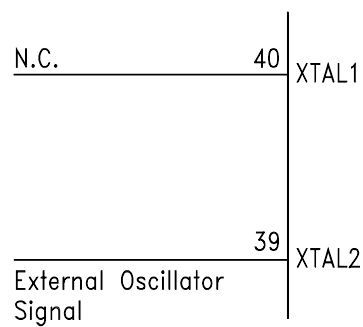 N.C. 40
XTAL1
39
XTAL2
External Oscillator
Signal